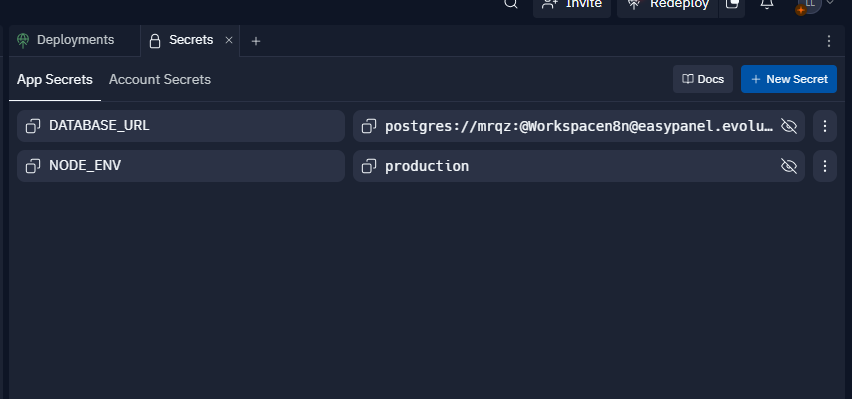 Invite Redeploy LL
Deployments Secrets
App Secrets Account Secrets Docs New Secret
DATABASE_URL postgres://mrqz:@Workspacen8n@easypanel.evolu…
NODE_ENV production